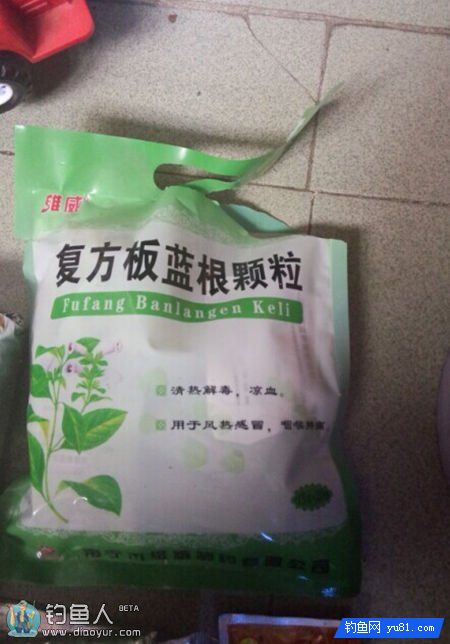 维威
复方板蓝根颗粒
Fufang Banlangen Keli
清热解毒，凉血。
用于风热感冒，咽喉肿痛。
钓鱼人 BETA
www.diaoyur.com
钓鱼网 yu81.com